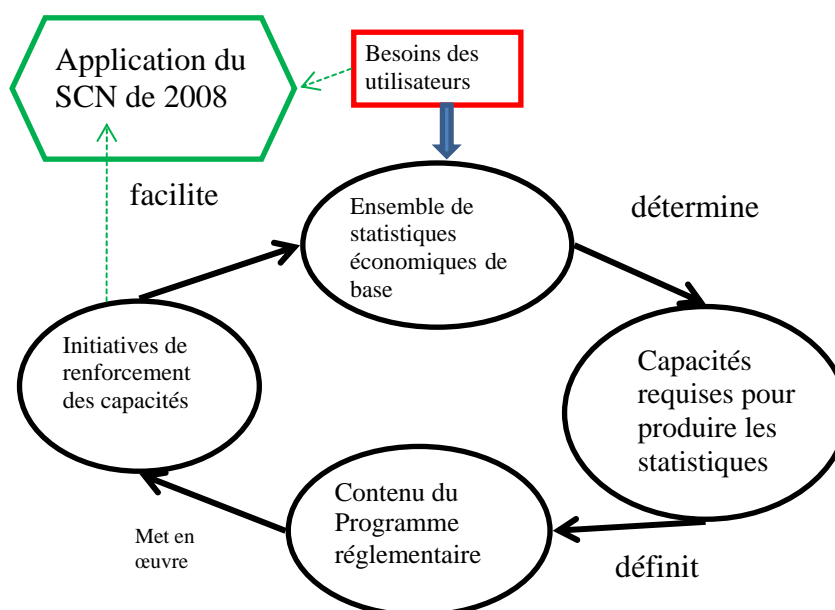 Application du
SCN de 2008
Besoins des
utilisateurs
facilite
Ensemble de
statistiques
économiques de
base
détermine
Initiatives de
renforcement
des capacités
Capacités
requises pour
produire les
statistiques
Contenu du
Programme
réglementaire
Met en
œuvre
définit